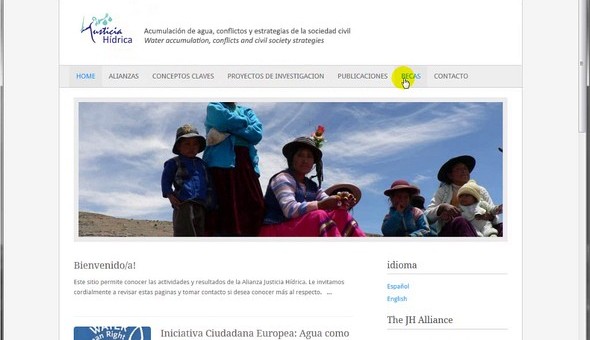 Justicia
Hídrica
Acumulación de agua, conflictos y estrategias de la sociedad civil
Water accumulation, conflicts and civil society strategies
HOME ALIANZAS CONCEPTOS CLAVES PROYECTOS DE INVESTIGACION PUBLICACIONES BECAS CONTACTO
Bienvenido/a!
Este sitio permite conocer las actividades y resultados de la Alianza Justicia Hídrica. Le invitamos
cordialmente a revisar estas paginas y tomar contacto si desea conocer más al respecto. ...
idioma
Español
English
The JH Alliance
WATER
Right
Iniciativa Ciudadana Europea: Agua como